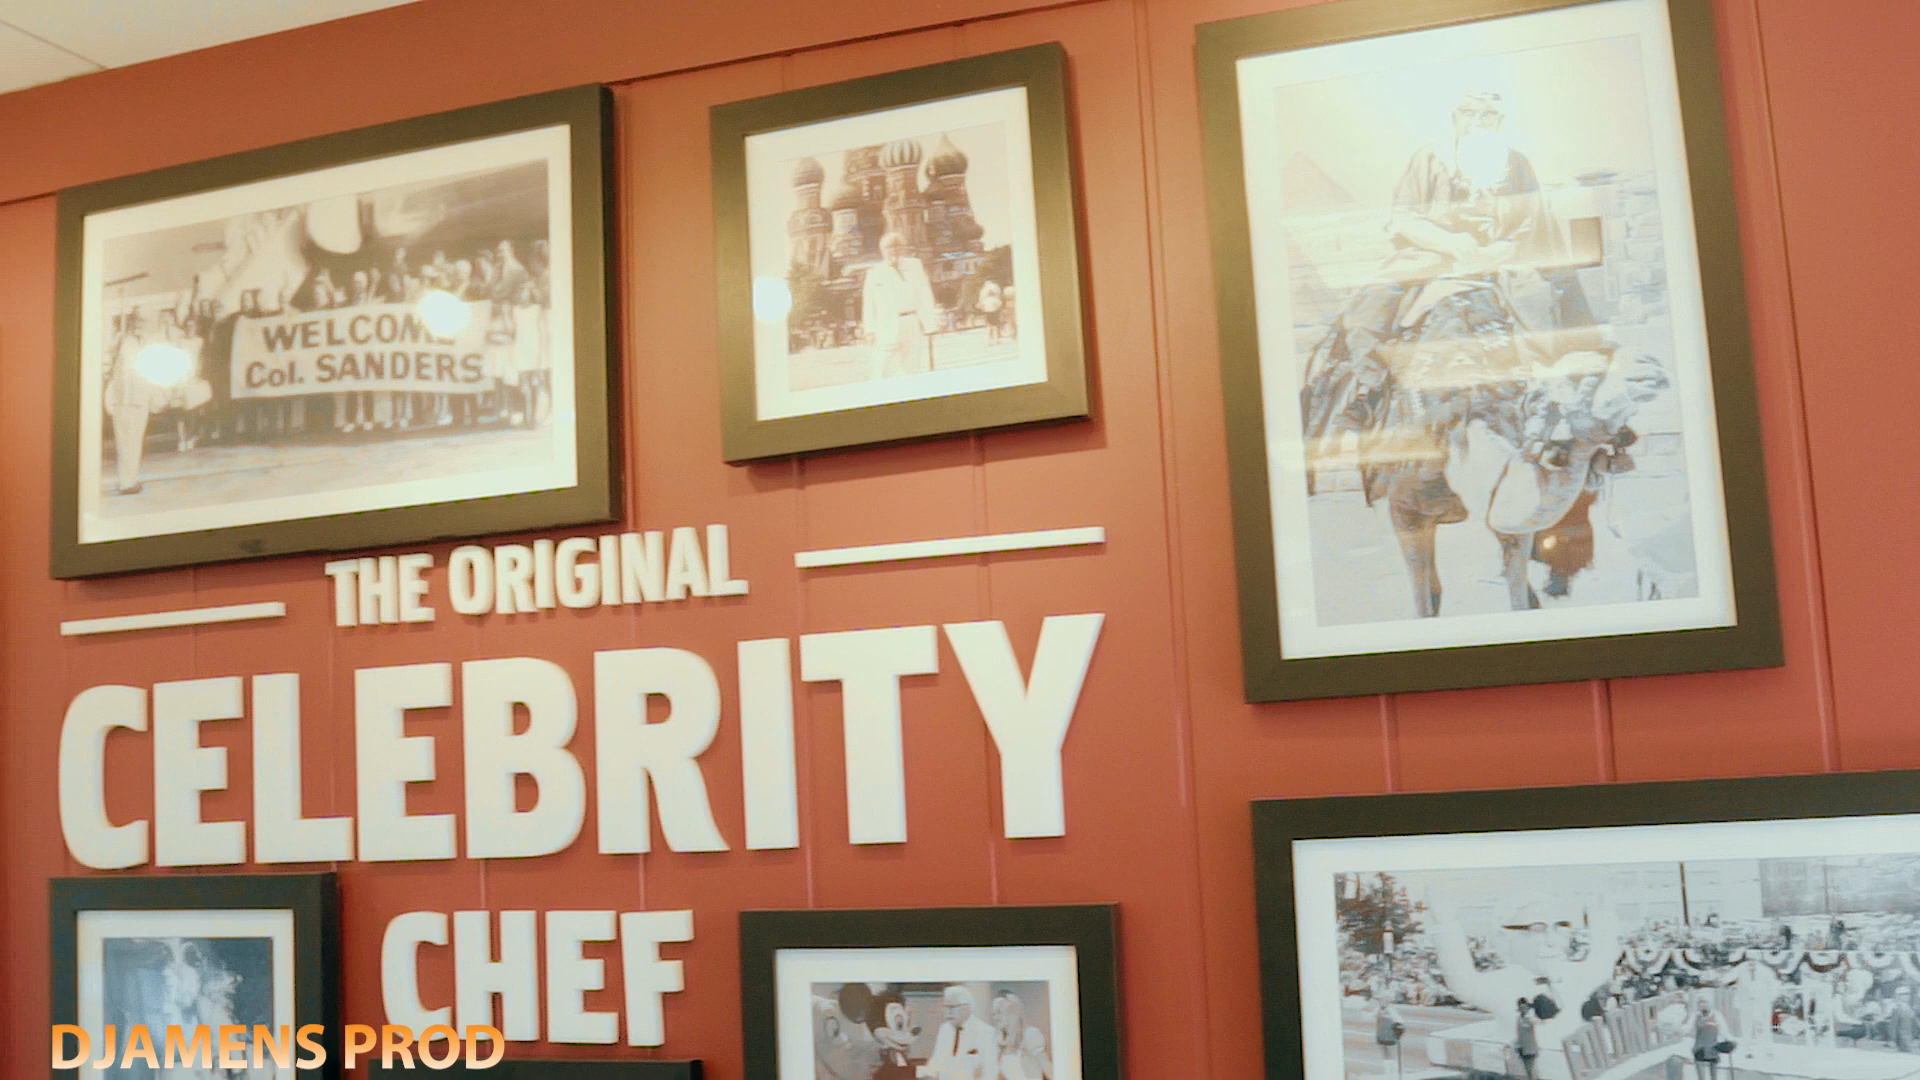 WELCOME
Col. SANDERS
THE ORIGINAL
CELEBRITY
CHEF
DJAMENS PROD